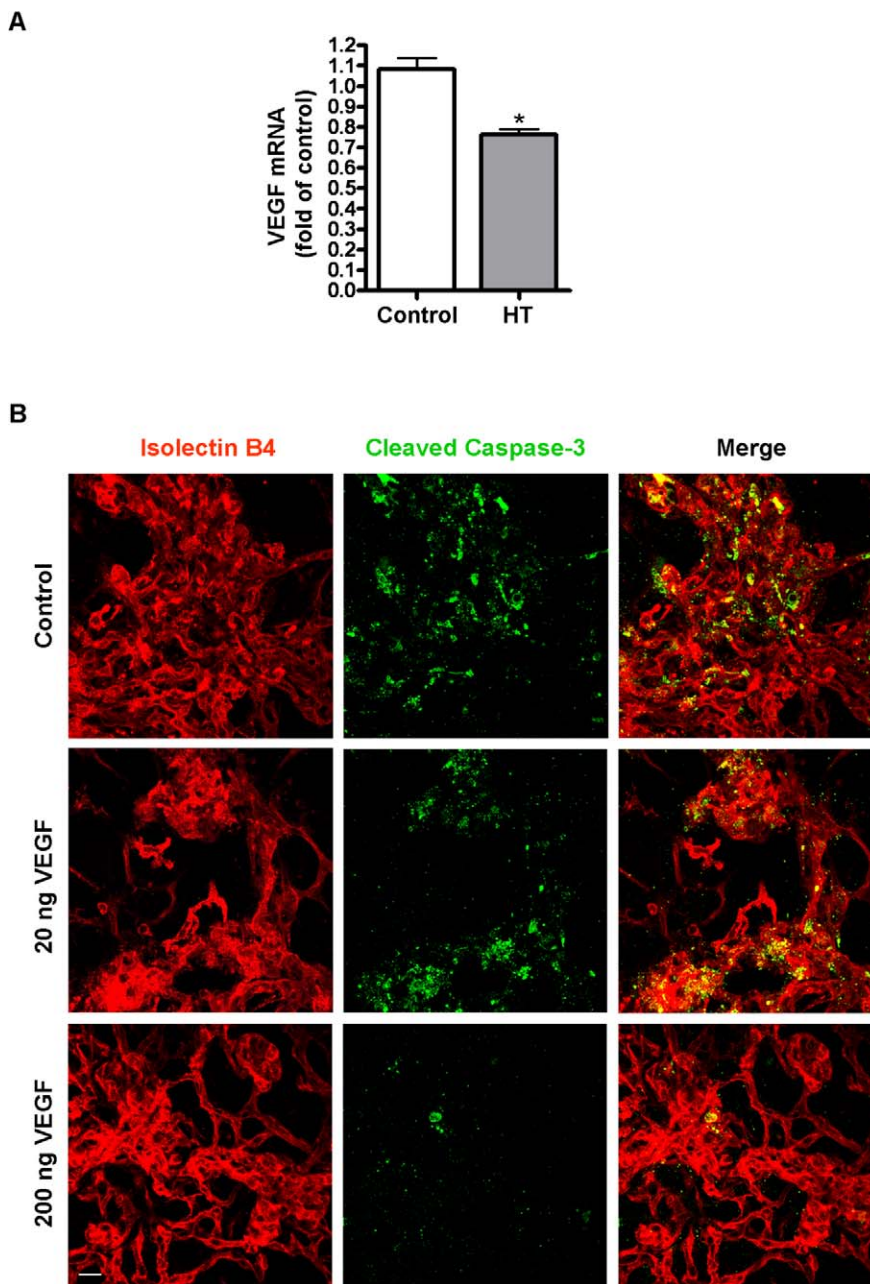 A
VEGF mRNA
(fold of control)
1.2
1.1
1.0
0.9
0.8
0.7
0.6
0.5
0.4
0.3
0.2
0.1
0.0
*
Control
HT
B
Isolectin B4
Cleaved Caspase-3
Merge
Control
20 ng VEGF
200 ng VEGF